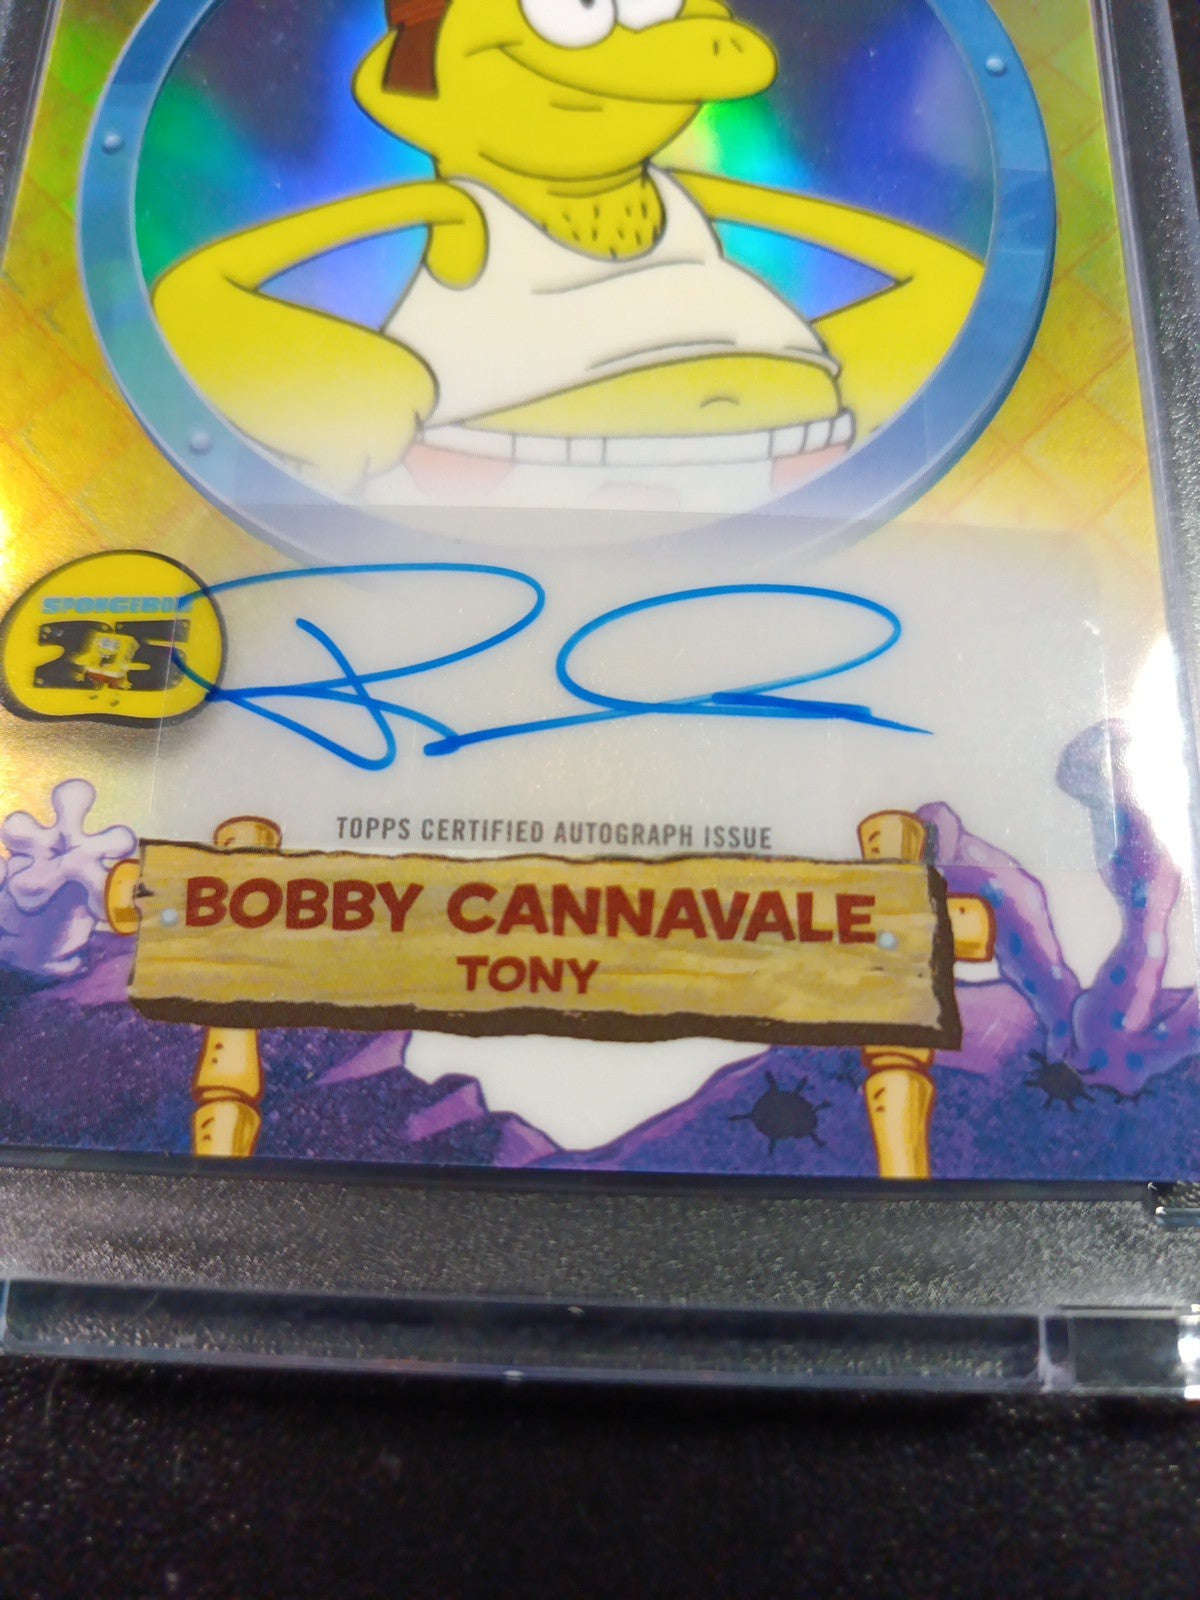 SPONGEBOB
25
TOPPS CERTIFIED AUTOGRAPH ISSUE
BOBBY CANNAVALE
TONY